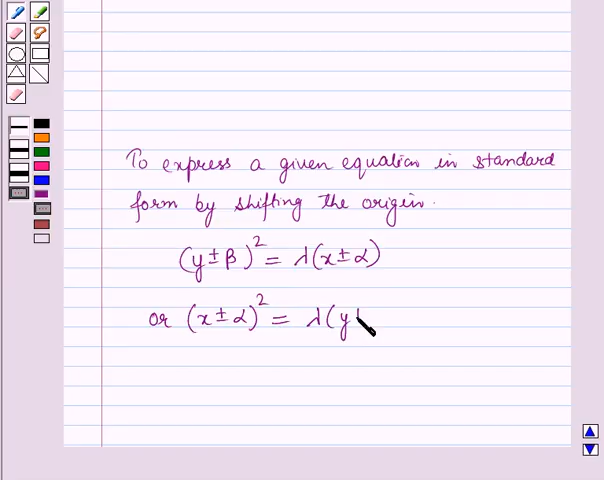 To express a given equation in standard
form by shifting the origin.
(y ± β)² = λ(x ± α)
or (x ± α)² = λ(y